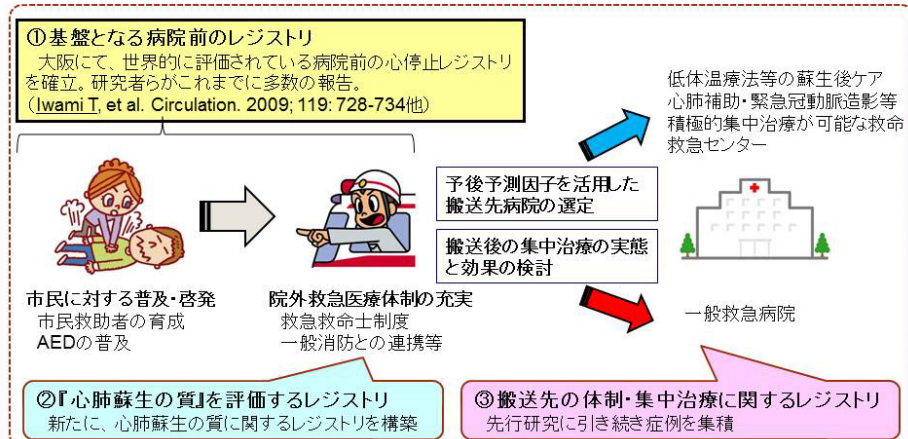 ①基盤となる病院前のレジストリ
大阪にて、世界的に評価されている病院前の心停止レジストリ
を確立。研究者らがこれまでに多数の報告。
（Iwami T, et al. Circulation. 2009; 119: 728-734他)
低体温療法等の蘇生後ケア
心肺補助・緊急冠動脈造影等
積極的集中治療が可能な救命
救急センター
予後予測因子を活用した
搬送先病院の選定
搬送後の集中治療の実態
と効果の検討
市民に対する普及・啓発
市民救助者の育成
AEDの普及
院外救急医療体制の充実
救急救命士制度
一般消防との連携等
一般救急病院
②『心肺蘇生の質』を評価するレジストリ
新たに、心肺蘇生の質に関するレジストリを構築
③搬送先の体制・集中治療に関するレジストリ
先行研究に引き続き症例を集積